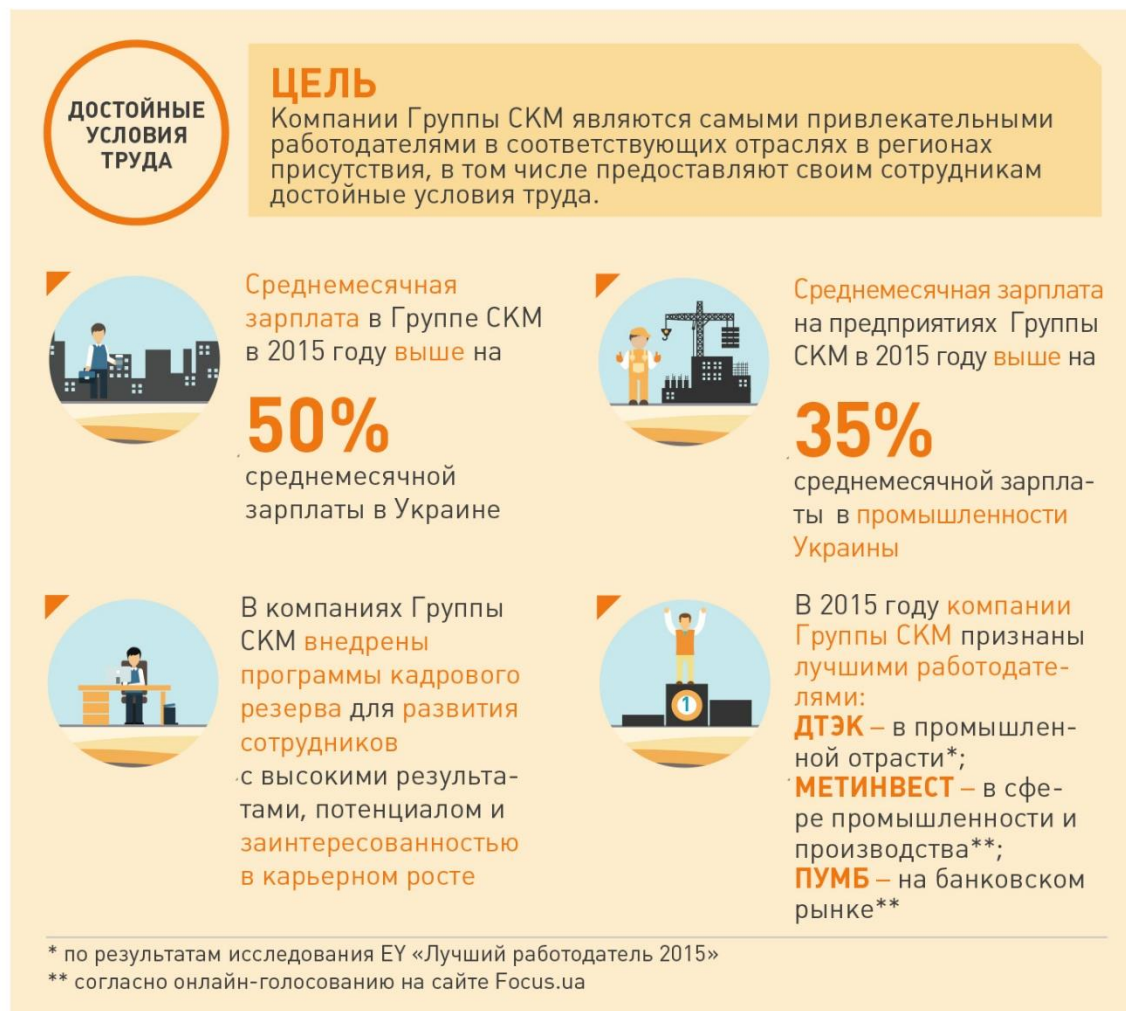 ДОСТОЙНЫЕ
УСЛОВИЯ
ТРУДА
ЦЕЛЬ
Компании Группы СКМ являются самыми привлекательными
работодателями в соответствующих отраслях в регионах
присутствия, в том числе предоставляют своим сотрудникам
достойные условия труда.
Среднемесячная
зарплата в Группе СКМ
в 2015 году выше на
50%
среднемесячной
зарплаты в Украине
Среднемесячная зарплата
на предприятиях Группы
СКМ в 2015 году выше на
35%
среднемесячной зарпла-
ты в промышленности
Украины
В компаниях Группы
СКМ внедрены
программы кадрового
резерва для развития
сотрудников
с высокими результа-
тами, потенциалом и
заинтересованностью
в карьерном росте
1
В 2015 году компании
Группы СКМ признаны
лучшими работодате-
лями:
ДТЭК – в промышлен-
ной отрасти*;
МЕТИНВЕСТ – в сфе-
ре промышленности и
производства**;
ПУМБ – на банковском
рынке**
* по результатам исследования EY «Лучший работодатель 2015»
** согласно онлайн-голосованию на сайте Focus.ua